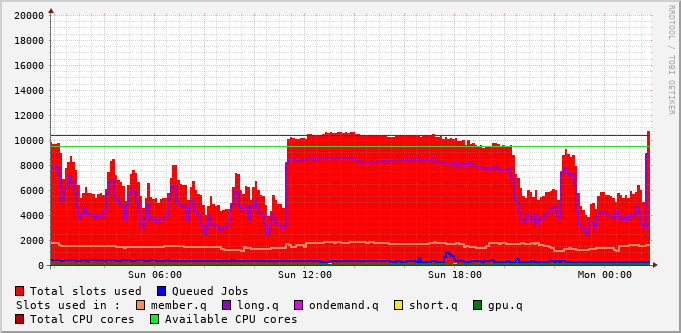 20000
18000
16000
14000
12000
10000
8000
6000
4000
2000
0
Sun 06:00 Sun 12:00 Sun 18:00 Mon 00:00
RRDTOOL / TOBI OETIKER
Total slots used Queued Jobs
Slots used in : member.q long.q ondemand.q short.q gpu.q
Total CPU cores Available CPU cores